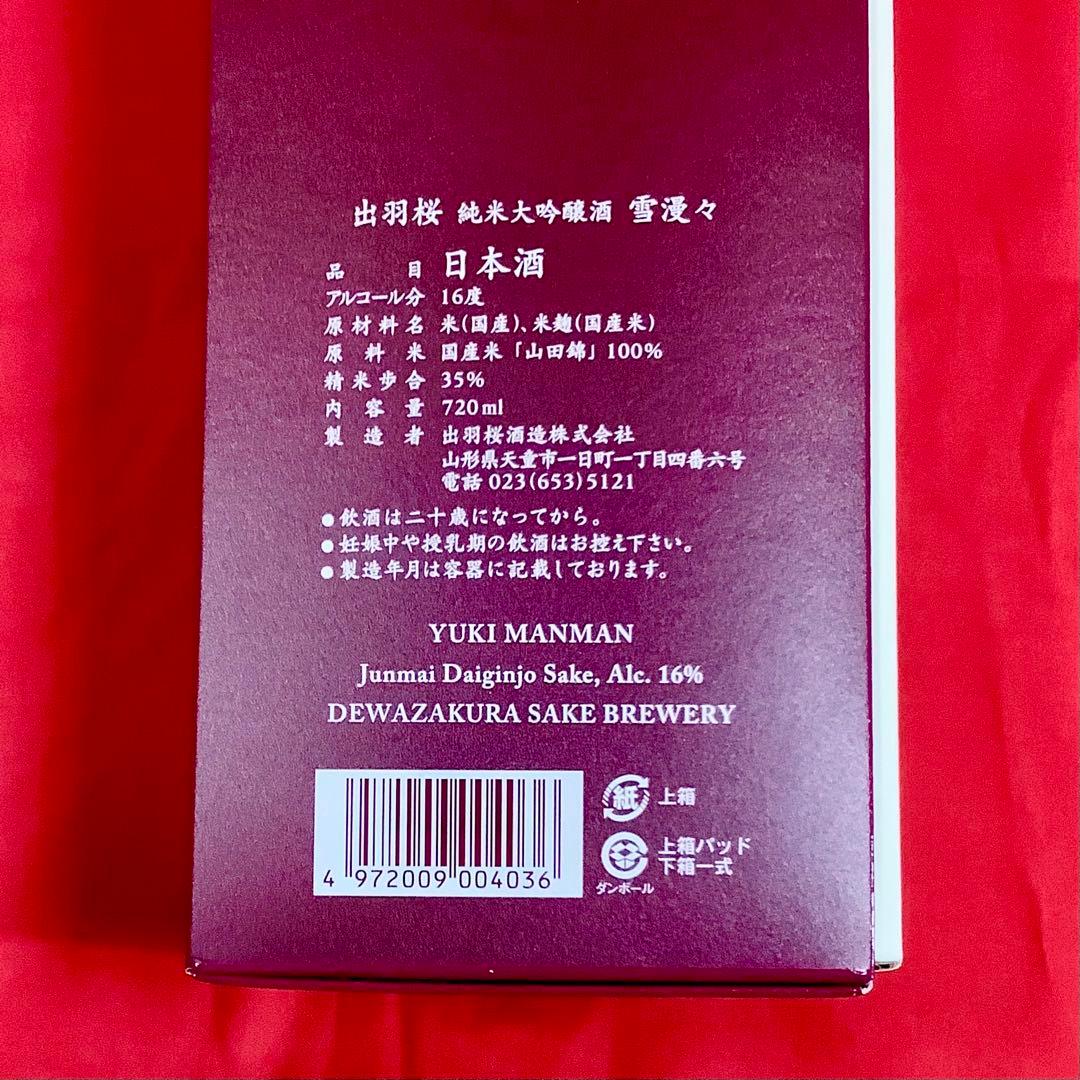 出羽桜 純米大吟醸酒 雪漫々
品目 日本酒
アルコール分 16度
原材料名 米(国産)、米麹(国産米)
原料米 国産米「山田錦」100%
精米歩合 35%
内容量 720ml
製造者 出羽桜酒造株式会社
山形県天童市一日町一丁目四番六号
電話 023(653)5121
●飲酒は二十歳になってから。
●妊娠中や授乳期の飲酒はお控え下さい。
●製造年月は容器に記載しております。
YUKI MANMAN
Junmai Daiginjo Sake, Alc. 16%
DEWAZAKURA SAKE BREWERY
4 972009 004036
紙 上箱
上箱パッド
下箱一式
ダンボール